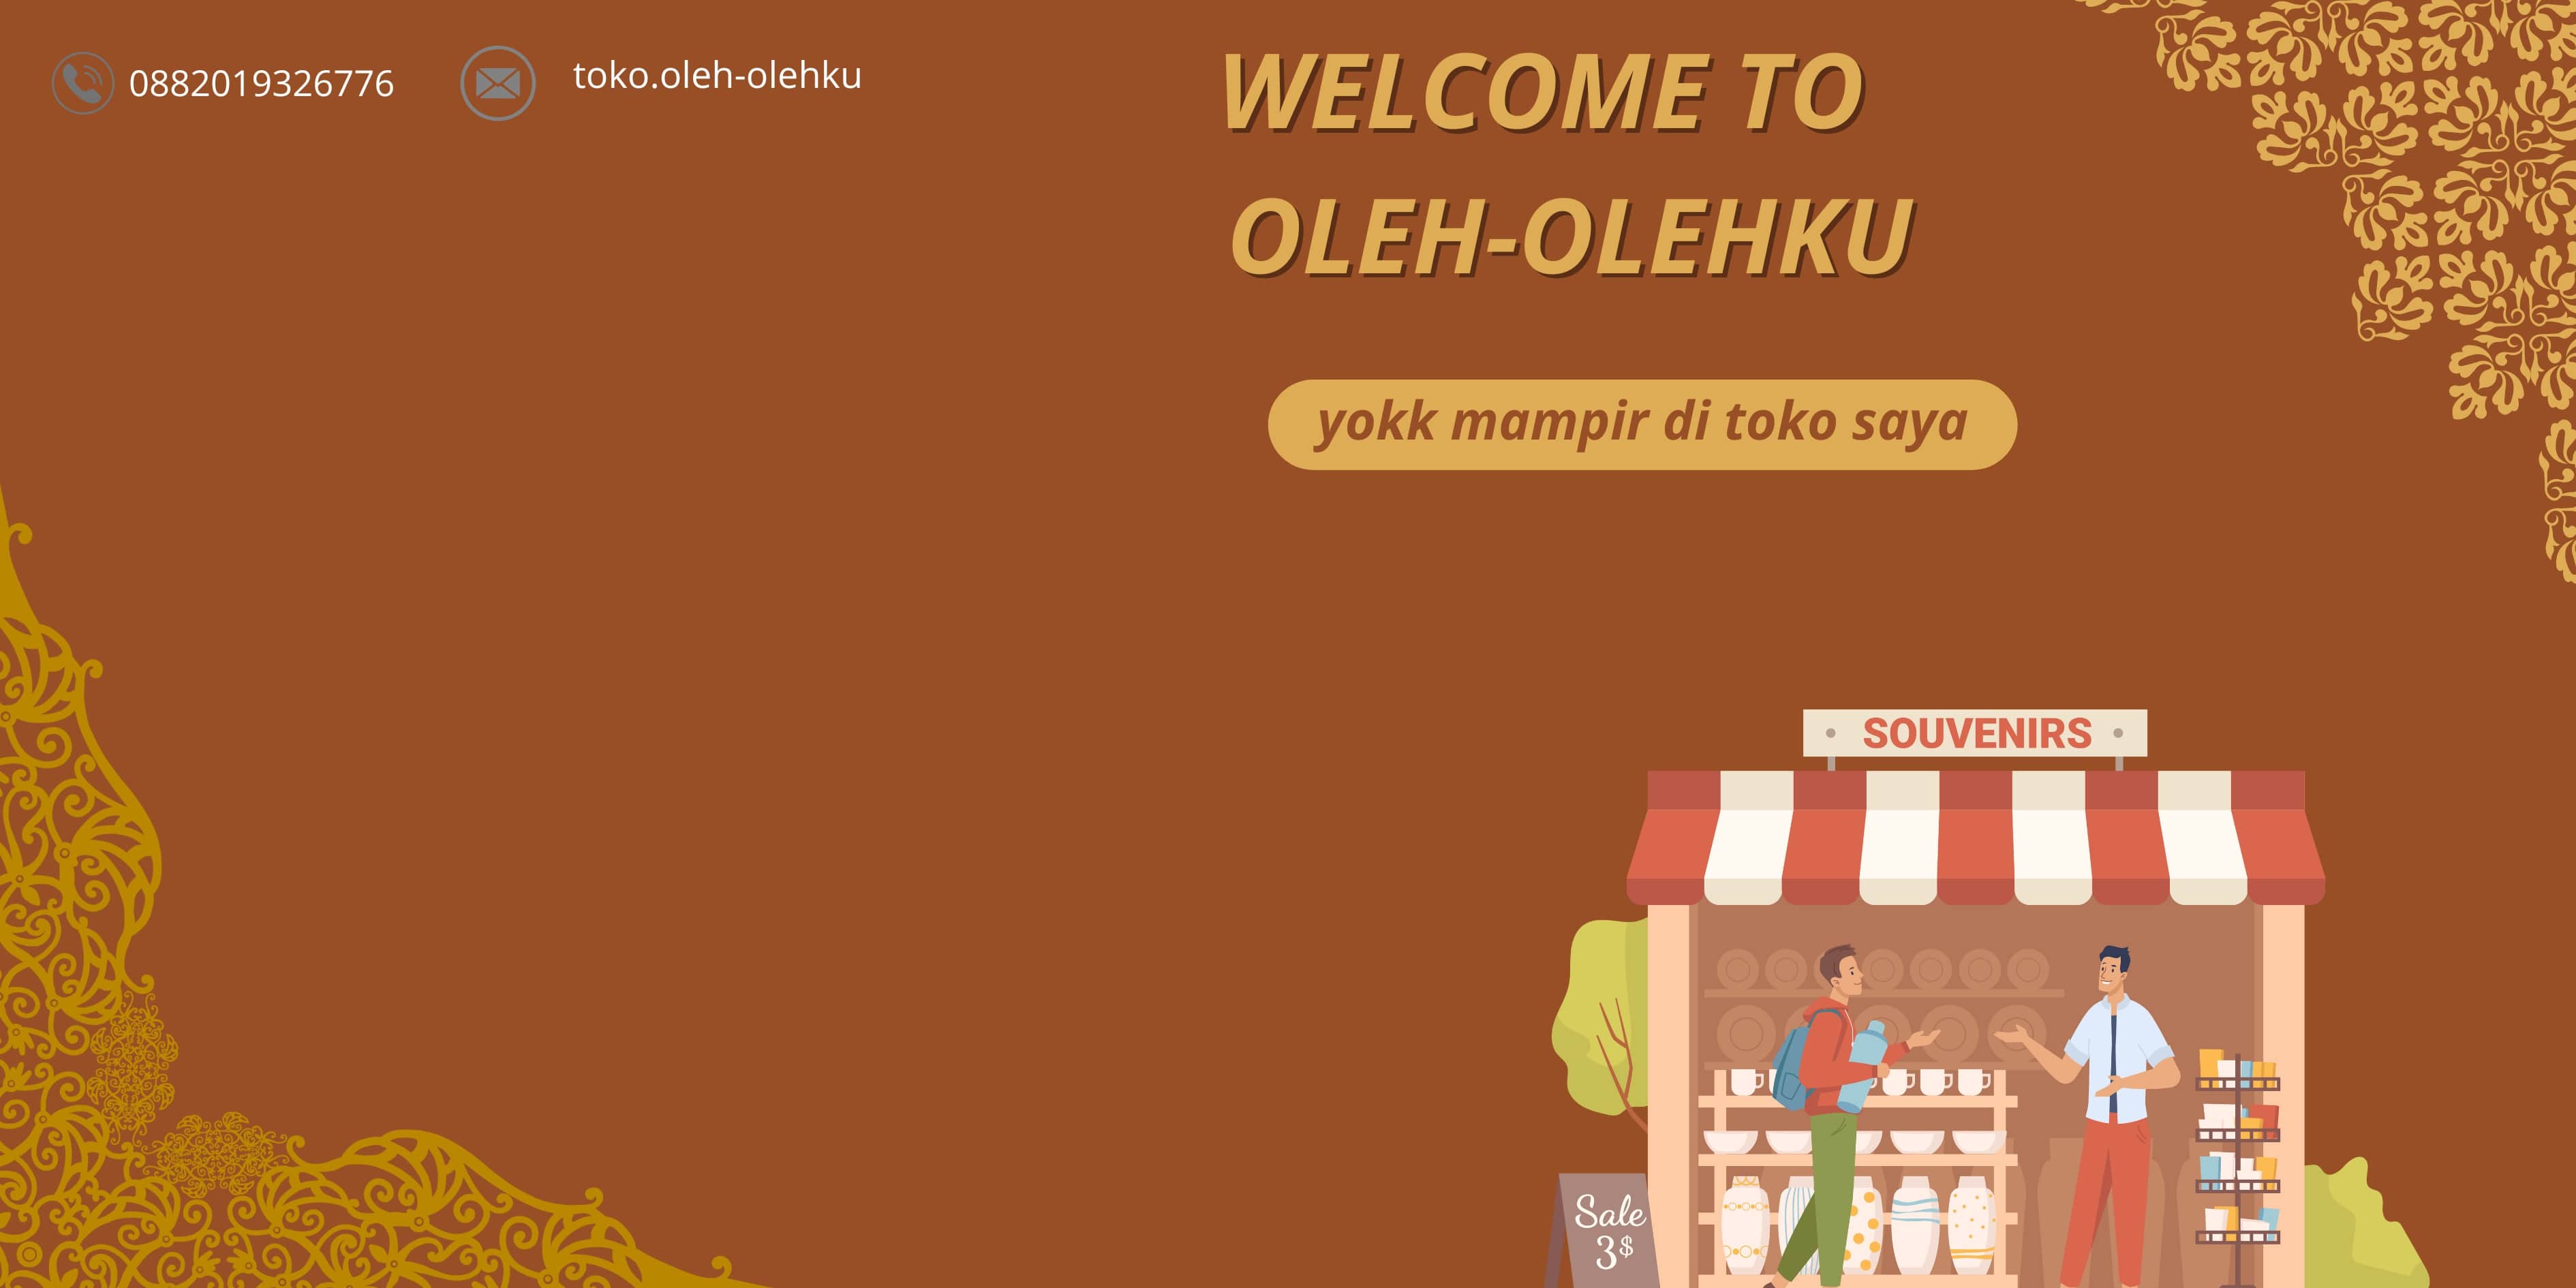 0882019326776
toko.oleh-olehku
WELCOME TO
OLEH-OLEHKU
yokk mampir di toko saya
SOUVENIRS
Sale
3$